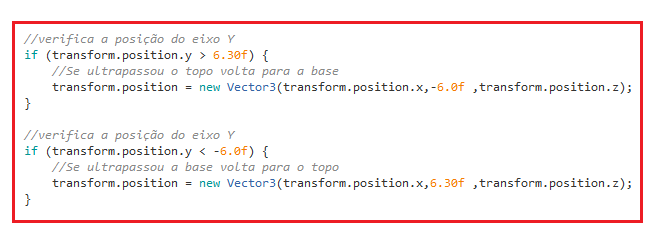 //verifica a posição do eixo Y
if (transform.position.y > 6.30f) {
//Se ultrapassou o topo volta para a base
transform.position = new Vector3(transform.position.x,-6.0f ,transform.position.z);
}
//verifica a posição do eixo Y
if (transform.position.y < -6.0f) {
//Se ultrapassou a base volta para o topo
transform.position = new Vector3(transform.position.x,6.30f ,transform.position.z);
}